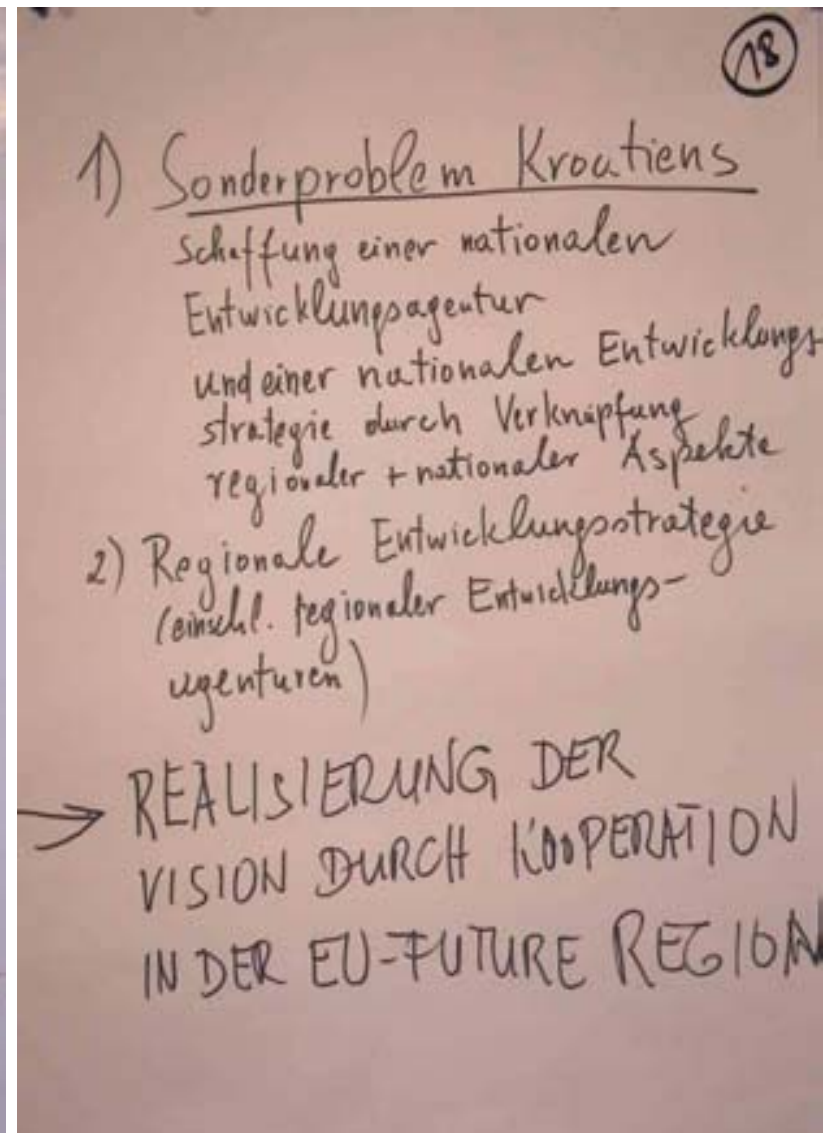 18
1) Sonderproblem Kroatiens
Schaffung einer nationalen
Entwicklungsagentur
und einer nationalen Entwicklungs-
strategie durch Verknüpfung
regionaler + nationaler Aspekte
2) Regionale Entwicklungsstrategie
(einschl. regionaler Entwicklungs-
agenturen)
→ REALISIERUNG DER
VISION DURCH KOOPERATION
IN DER EU-FUTURE REGION